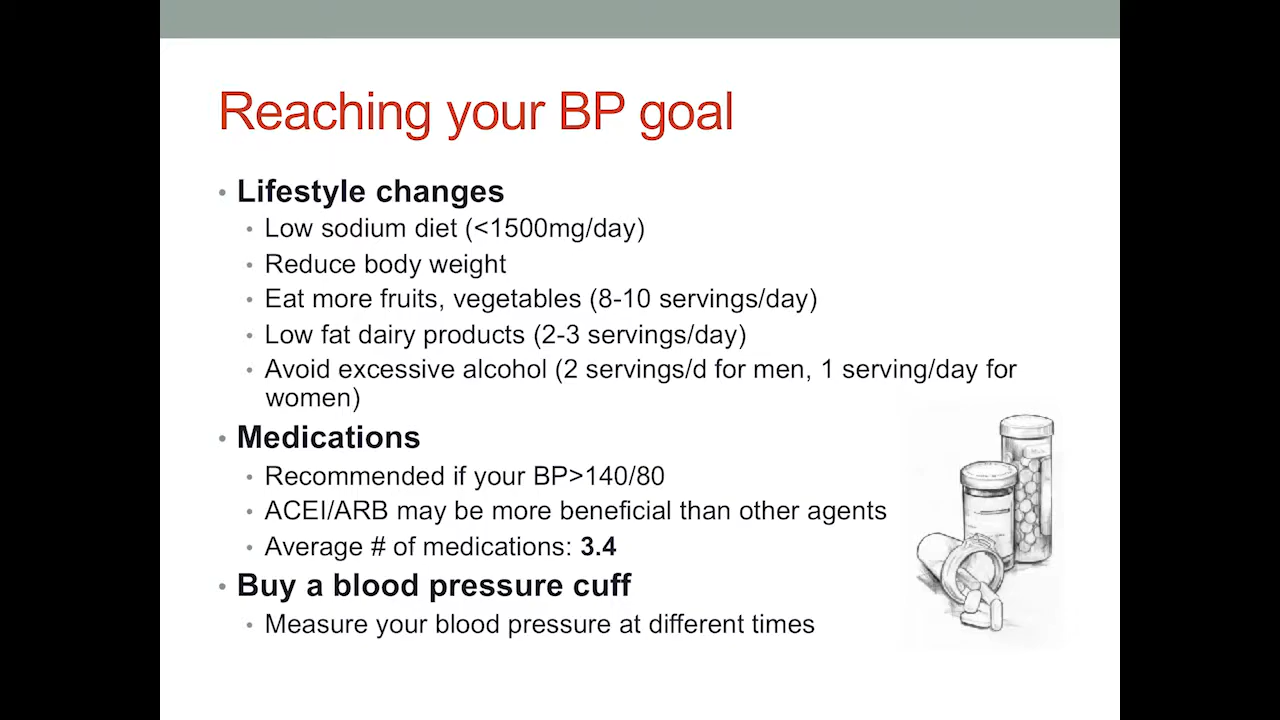 Reaching your BP goal
• Lifestyle changes
• Low sodium diet (<1500mg/day)
• Reduce body weight
• Eat more fruits, vegetables (8-10 servings/day)
• Low fat dairy products (2-3 servings/day)
• Avoid excessive alcohol (2 servings/d for men, 1 serving/day for
women)
• Medications
• Recommended if your BP>140/80
• ACEI/ARB may be more beneficial than other agents
• Average # of medications: 3.4
• Buy a blood pressure cuff
• Measure your blood pressure at different times